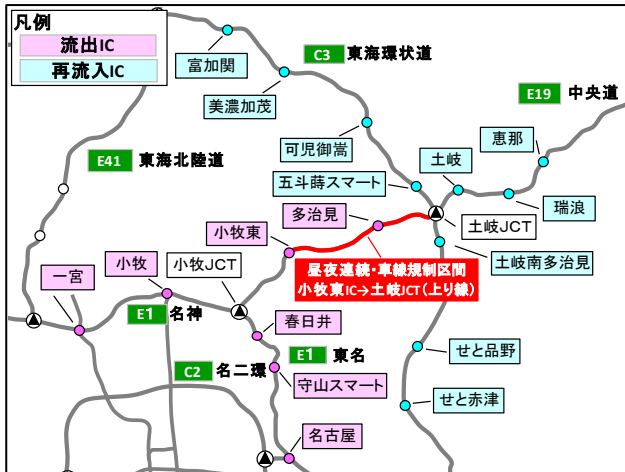 凡例
流出IC
再流入IC
富加関
C3 東海環状道
美濃加茂
E19 中央道
可児御嵩
恵那
土岐
E41 東海北陸道
五斗蒔スマート
多治見
瑞浪
土岐JCT
小牧東
小牧
小牧JCT
土岐南多治見
一宮
昼夜連続・車線規制区間
小牧東IC→土岐JCT(上り線)
E1 名神
春日井
E1 東名
C2 名二環
せと品野
守山スマート
せと赤津
名古屋